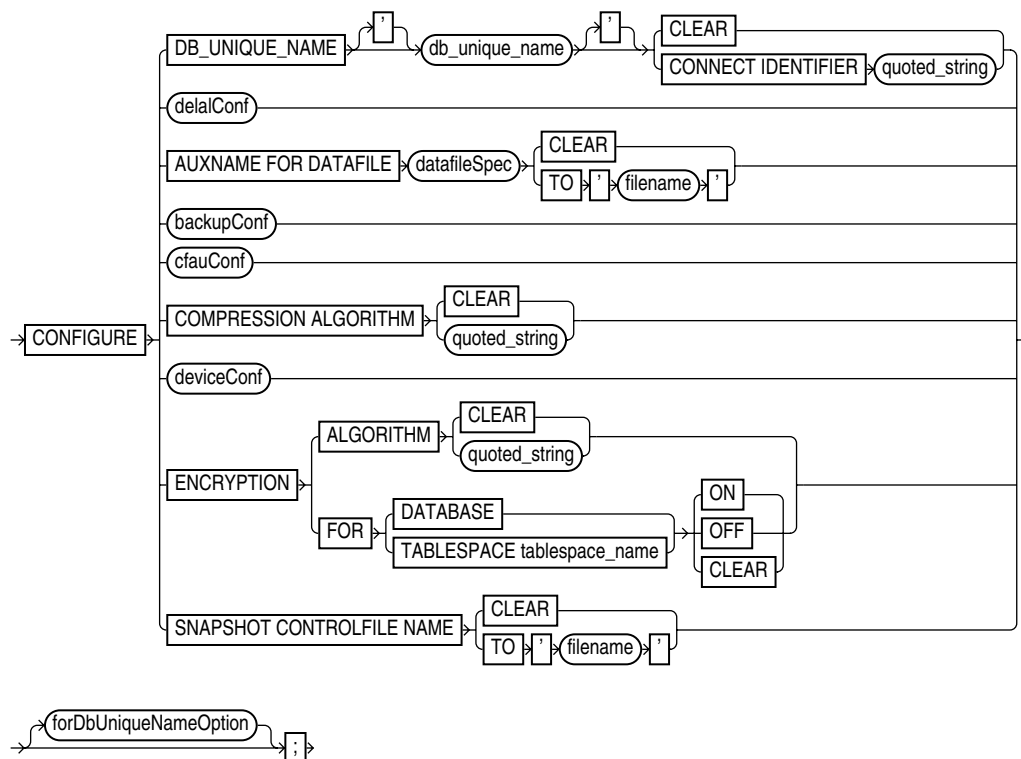 CLEAR
DB_UNIQUE_NAME ' db_unique_name ' CONNECT IDENTIFIER quoted_string
delalConf
CLEAR
AUXNAME FOR DATAFILE datafileSpec TO ' filename '
backupConf
cfauConf
CLEAR
COMPRESSION ALGORITHM quoted_string
CONFIGURE
deviceConf
CLEAR
ALGORITHM quoted_string
ENCRYPTION
ON
DATABASE
FOR OFF
TABLESPACE tablespace_name
CLEAR
CLEAR
SNAPSHOT CONTROLFILE NAME TO ' filename '
forDbUniqueNameOption
;